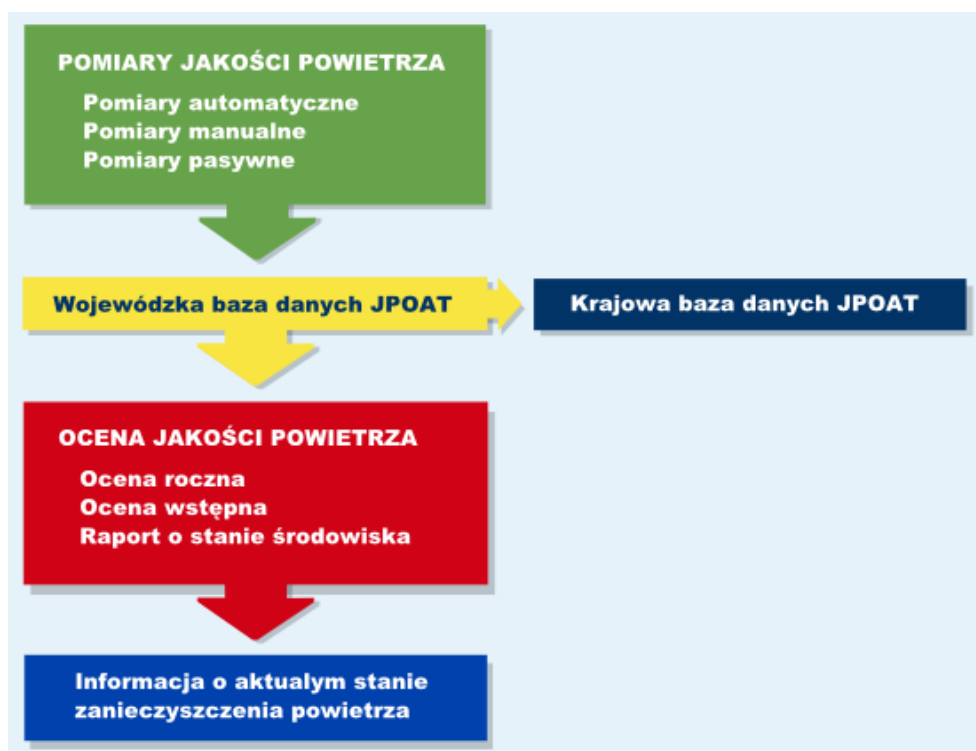 POMIARY JAKOŚCI POWIETRZA
Pomiary automatyczne
Pomiary manualne
Pomiary pasywne
Wojewódzka baza danych JPOAT
Krajowa baza danych JPOAT
OCENA JAKOŚCI POWIETRZA
Ocena roczna
Ocena wstępna
Raport o stanie środowiska
Informacja o aktualym stanie
zanieczyszczenia powietrza